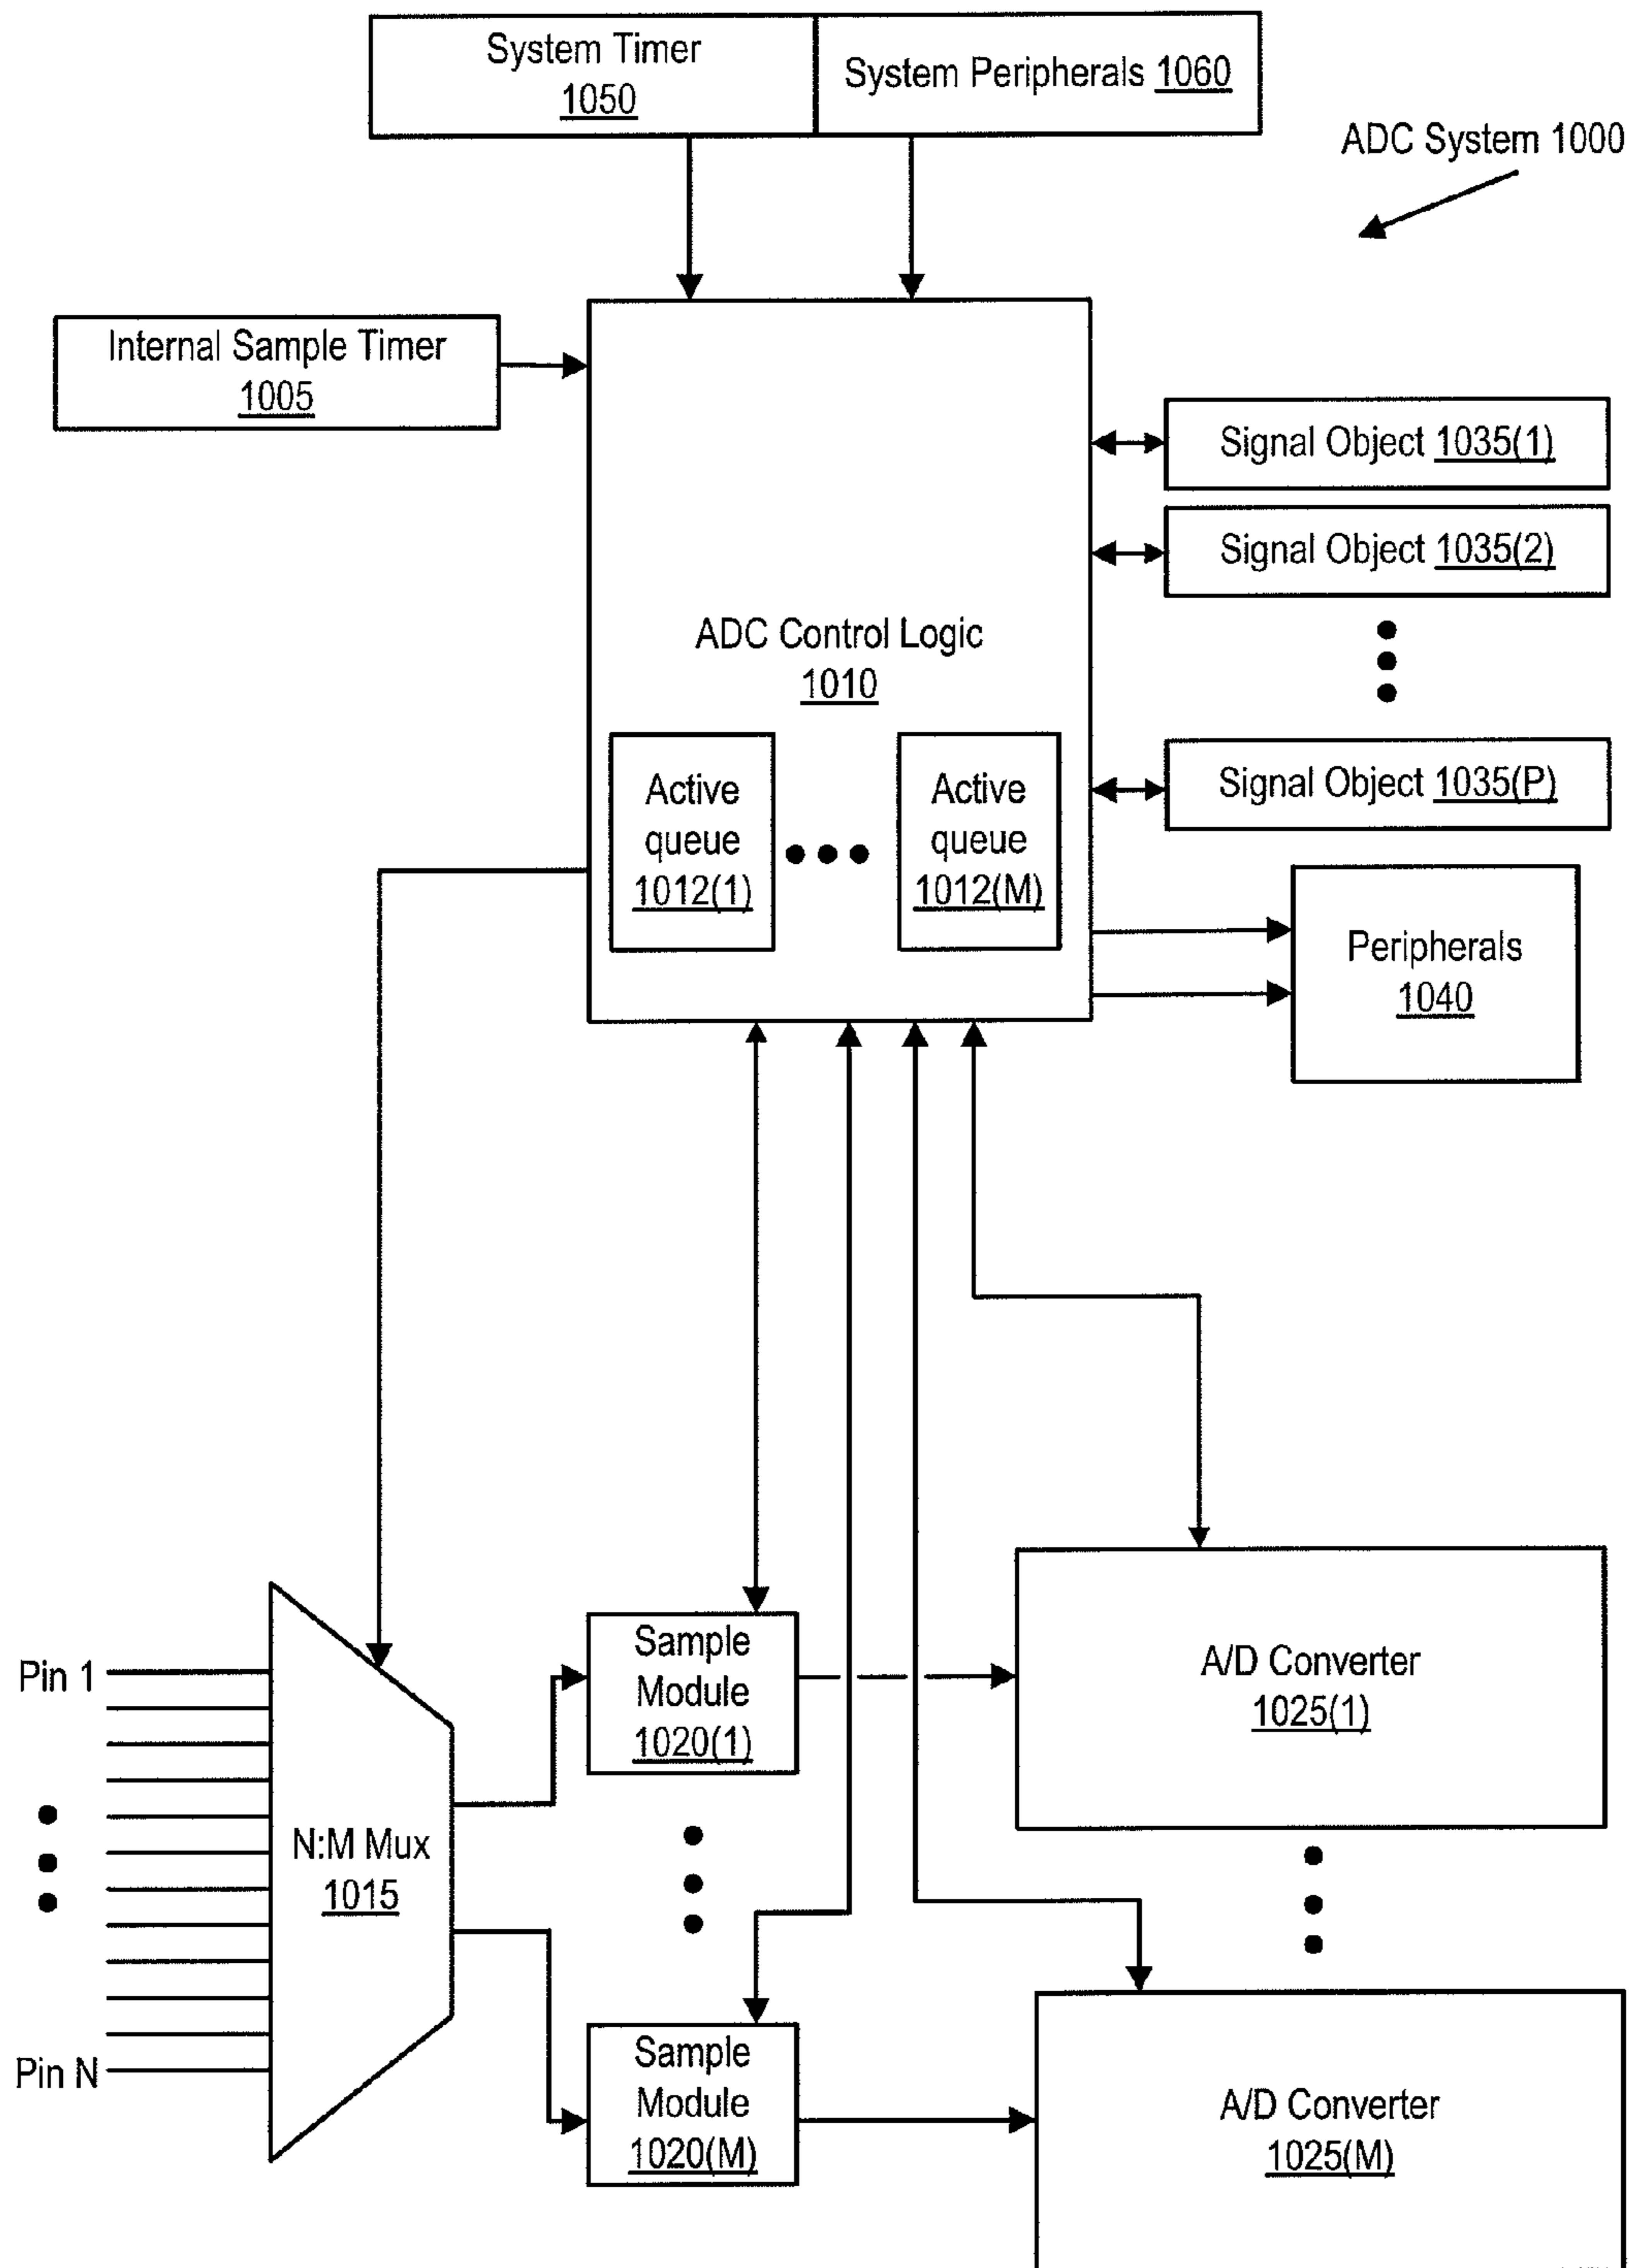 System Timer
1050
System Peripherals 1060
ADC System 1000
Internal Sample Timer
1005
Signal Object 1035(1)
Signal Object 1035(2)
ADC Control Logic
1010
Signal Object 1035(P)
Active
queue
1012(1)
Active
queue
1012(M)
Peripherals
1040
Pin 1
Pin N
N:M Mux
1015
Sample
Module
1020(1)
A/D Converter
1025(1)
Sample
Module
1020(M)
A/D Converter
1025(M)